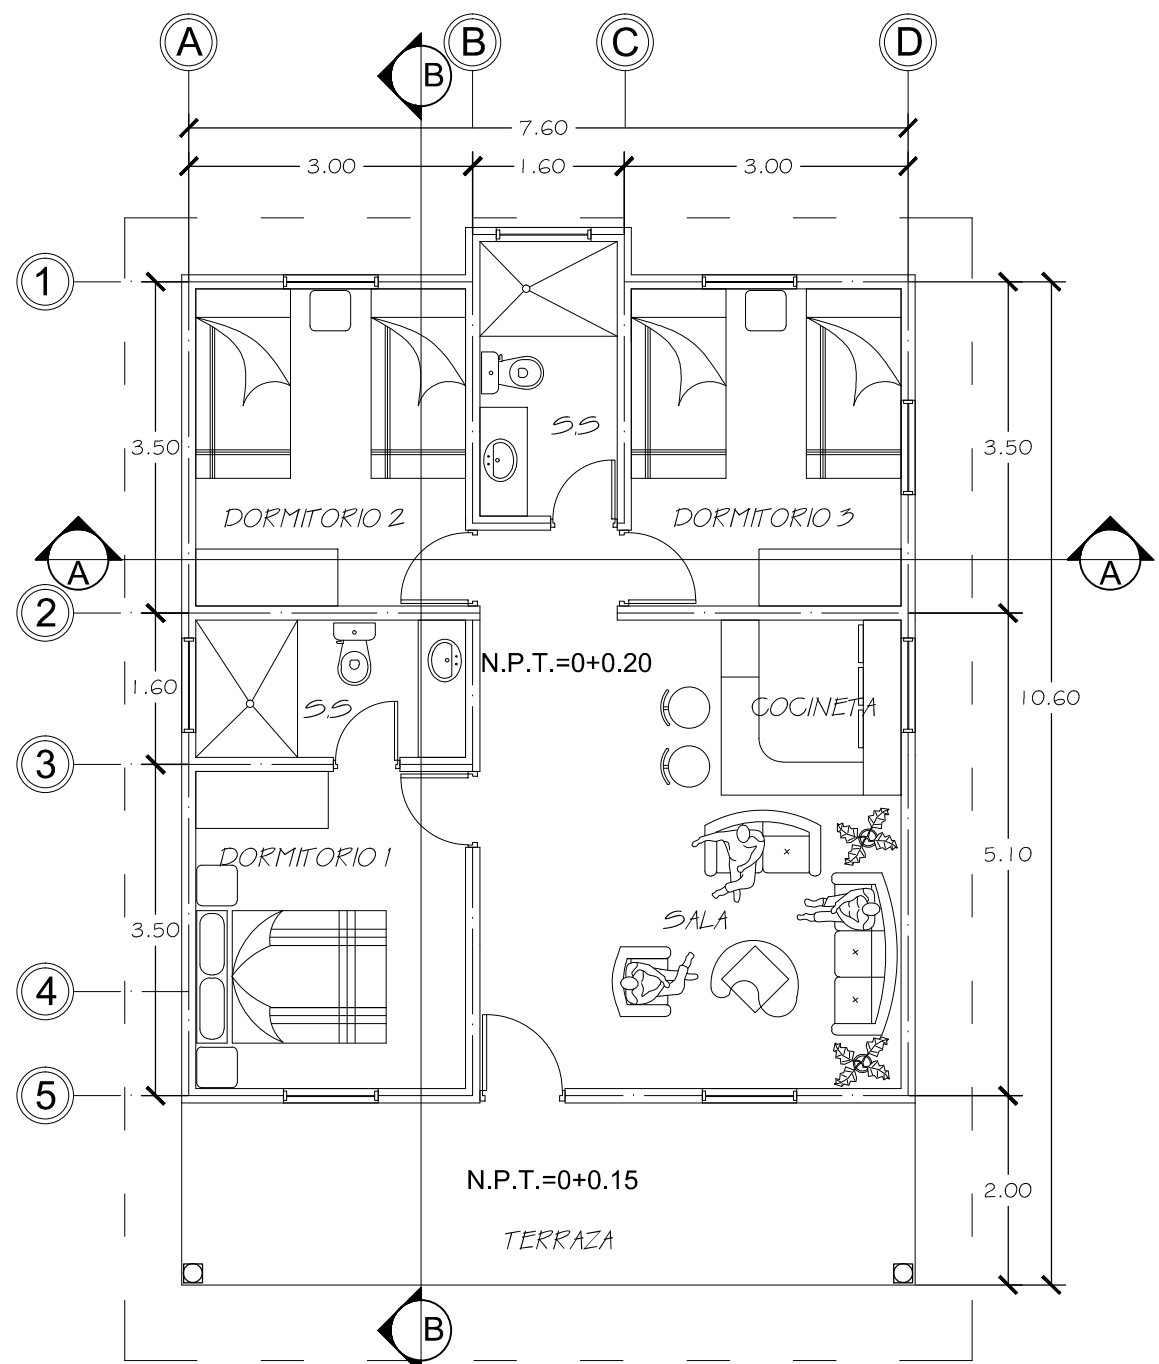 A B C D
B
7.60
3.00 1.60 3.00
1
3.50 S.S 3.50
DORMITORIO 2 DORMITORIO 3
A A
2
N.P.T.=0+0.20
1.60 S.S COCINETA 10.60
3
DORMITORIO 1 5.10
SALA
3.50
4
5
N.P.T.=0+0.15
2.00
TERRAZA
B